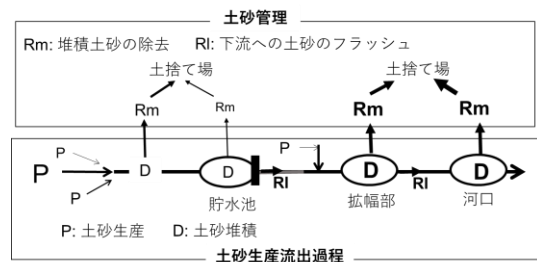 土砂管理
Rm: 堆積土砂の除去 Rl: 下流への土砂のフラッシュ
土捨て場 土捨て場
Rm Rm Rm Rm
P P P P
D D D D
Rl Rl
貯水池 拡幅部 河口
P: 土砂生産 D: 土砂堆積
土砂生産流出過程